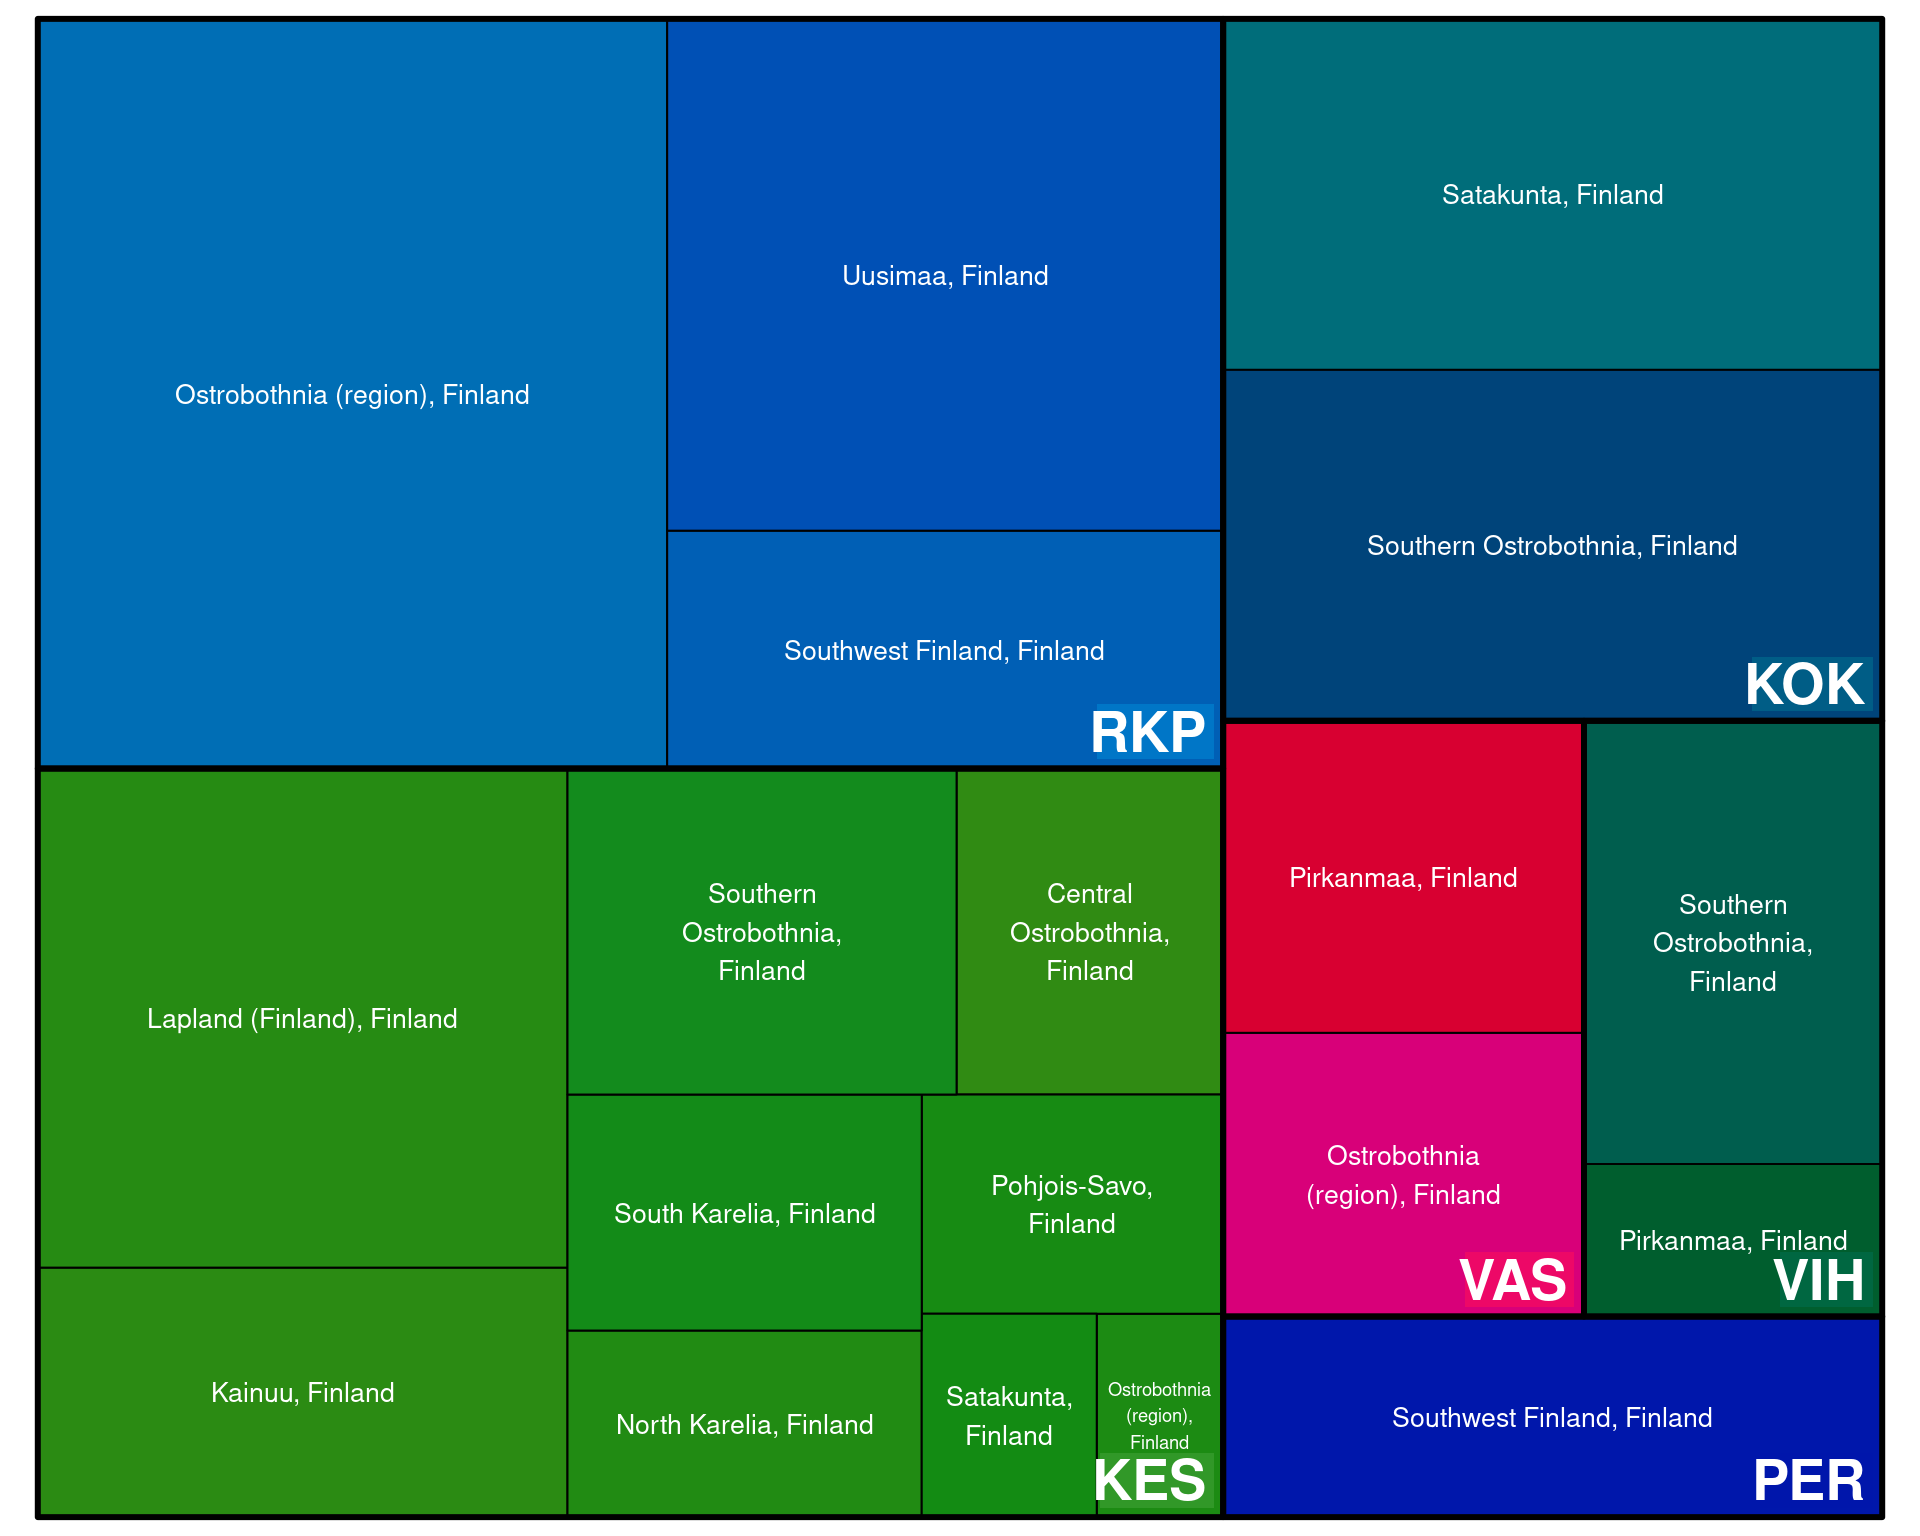 Ostrobothnia (region), Finland
Uusimaa, Finland
Southwest Finland, Finland
RKP
Satakunta, Finland
Southern Ostrobothnia, Finland
KOK
Lapland (Finland), Finland
Kainuu, Finland
Southern
Ostrobothnia,
Finland
Central
Ostrobothnia,
Finland
South Karelia, Finland
North Karelia, Finland
Pohjois-Savo,
Finland
Satakunta,
Finland
Ostrobothnia
(region),
Finland
KES
Pirkanmaa, Finland
Ostrobothnia
(region), Finland
VAS
Southern
Ostrobothnia,
Finland
Pirkanmaa, Finland
VIH
Southwest Finland, Finland
PER